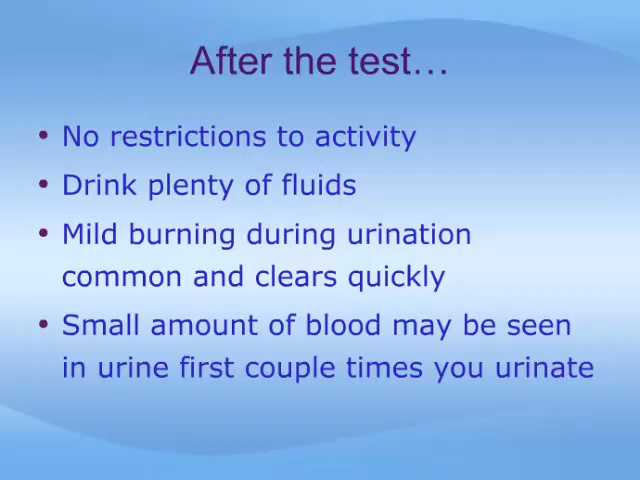 After the test…
• No restrictions to activity
• Drink plenty of fluids
• Mild burning during urination
common and clears quickly
• Small amount of blood may be seen
in urine first couple times you urinate